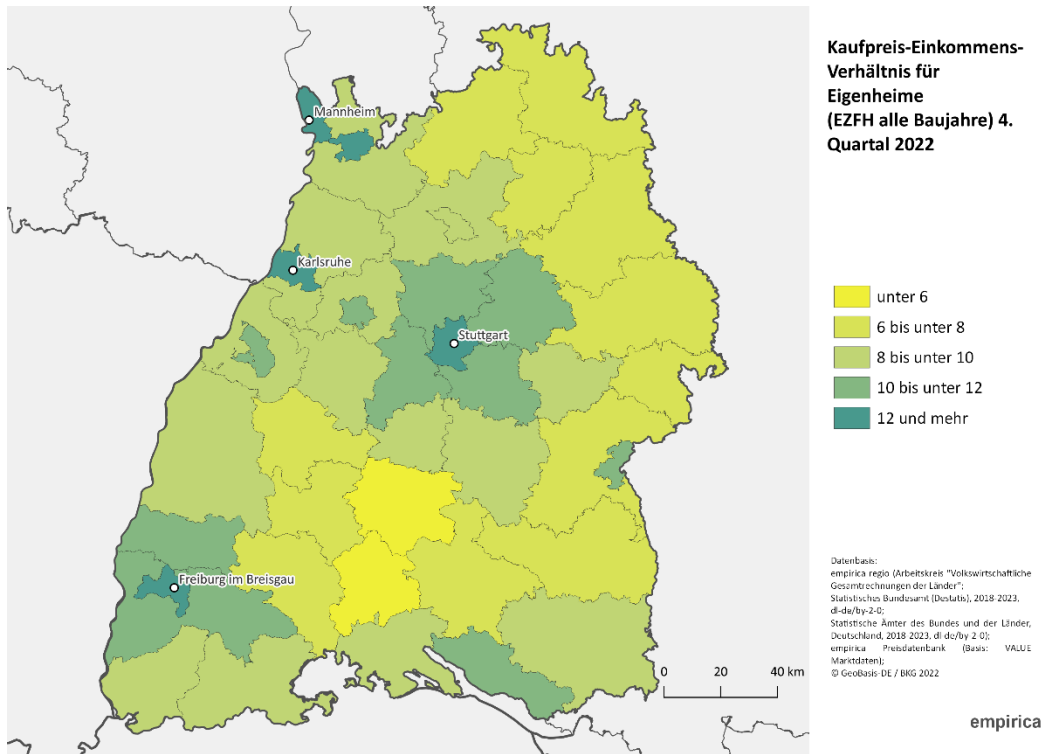 Kaufpreis-Einkommens-
Verhältnis für
Eigenheime
(EZFH alle Baujahre) 4.
Quartal 2022
Mannheim
Karlsruhe
Stuttgart
Freiburg im Breisgau
unter 6
6 bis unter 8
8 bis unter 10
10 bis unter 12
12 und mehr
0 20 40 km
Datenbasis:
empirica regio (Arbeitskreis "Volkswirtschaftliche
Gesamtrechnungen der Länder";
Statistisches Bundesamt (Destatis), 2018-2023,
dl-de/by-2-0;
Statistische Ämter des Bundes und der Länder,
Deutschland, 2018-2023, dl-de/by-2-0);
empirica Preisdatenbank (Basis: VALUE
Marktdaten);
© GeoBasis-DE / BKG 2022
empirica